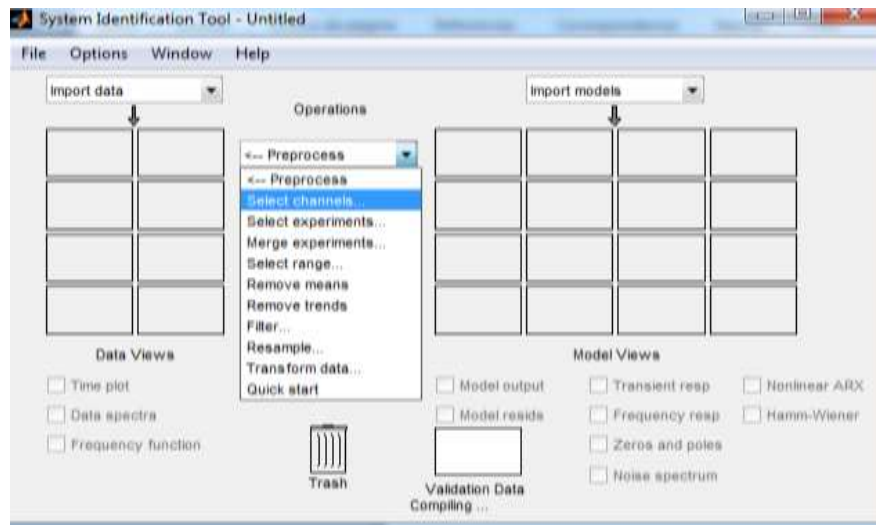 System Identification Tool - Untitled
File Options Window Help
Import data
Import models
Operations
<-- Preprocess
<-- Preprocess
Select channels...
Select experiments...
Merge experiments...
Select range...
Remove means
Remove trends
Filter...
Resample...
Transform data...
Quick start
Data Views
Time plot
Data spectra
Frequency function
Trash
Model Views
Model output
Transient resp
Nonlinear ARX
Model resids
Frequency resp
Hamm-Wiener
Zeros and poles
Noise spectrum
Validation Data
Compiling ...